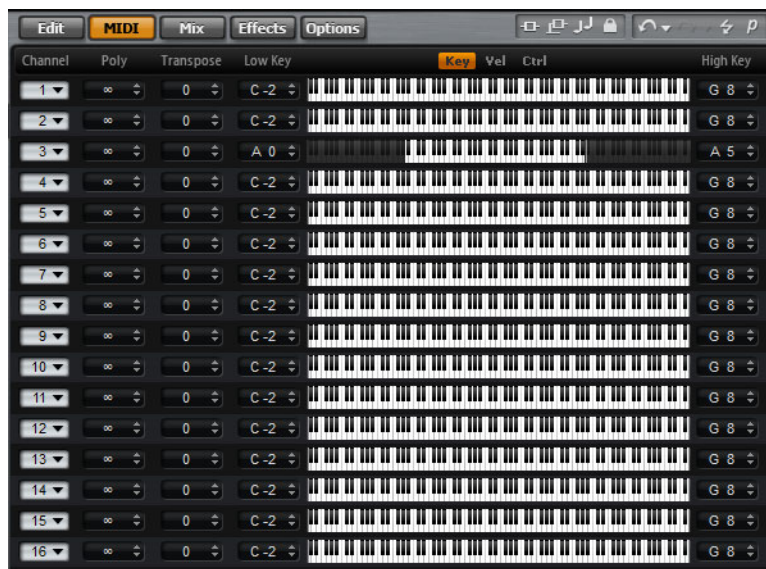 Edit MIDI Mix Effects Options
Channel Poly Transpose Low Key Key Vel Ctrl High Key
1 ∞ 0 C -2 G 8
2 ∞ 0 C -2 G 8
3 ∞ 0 A 0 A 5
4 ∞ 0 C -2 G 8
5 ∞ 0 C -2 G 8
6 ∞ 0 C -2 G 8
7 ∞ 0 C -2 G 8
8 ∞ 0 C -2 G 8
9 ∞ 0 C -2 G 8
10 ∞ 0 C -2 G 8
11 ∞ 0 C -2 G 8
12 ∞ 0 C -2 G 8
13 ∞ 0 C -2 G 8
14 ∞ 0 C -2 G 8
15 ∞ 0 C -2 G 8
16 ∞ 0 C -2 G 8